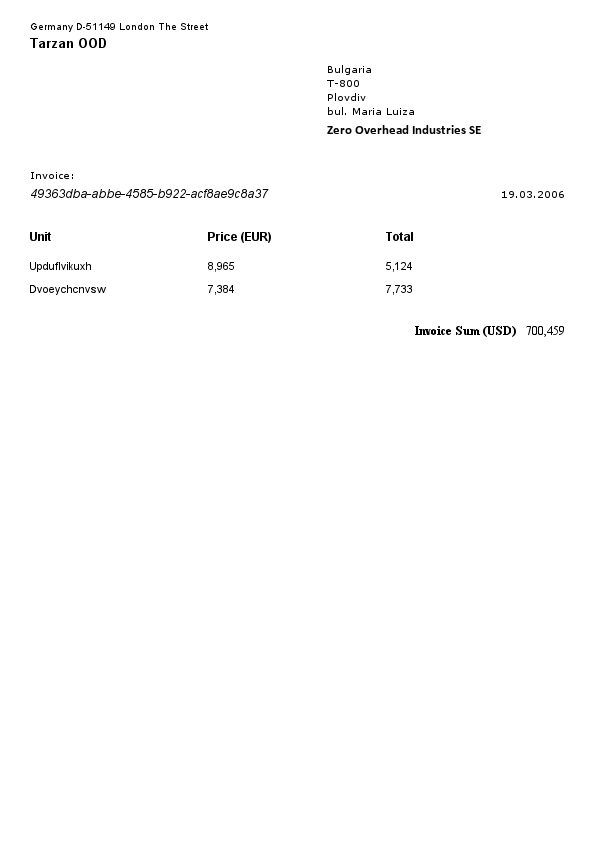 Germany D-51149 London The Street
Tarzan OOD
Bulgaria
T-800
Plovdiv
bul. Maria Luiza
Zero Overhead Industries SE
Invoice:
49363dba-abbe-4585-b922-acf8ae9c8a37 19.03.2006
Unit Price (EUR) Total
Upduflvikuxh 8,965 5,124
Dvoeychcnvsw 7,384 7,733
Invoice Sum (USD) 700,459